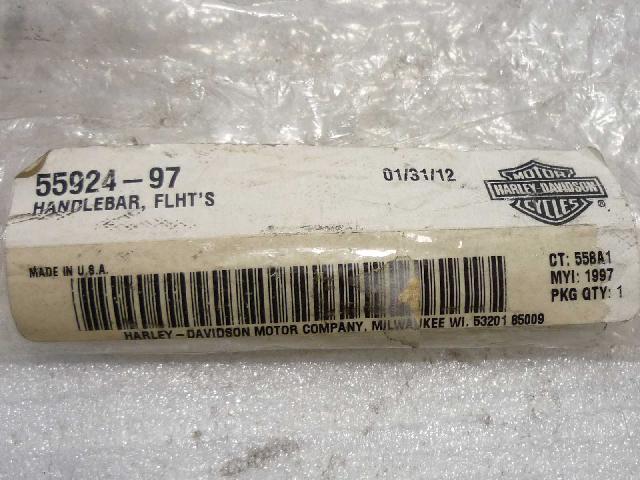 55924-97
HANDLEBAR, FLHT'S
01/31/12
MOTOR
HARLEY-DAVIDSON
CYCLES
®
MADE IN U.S.A.
CT: 558A1
MYI: 1997
PKG QTY: 1
HARLEY-DAVIDSON MOTOR COMPANY, MILWAUKEE WI. 53201 85009